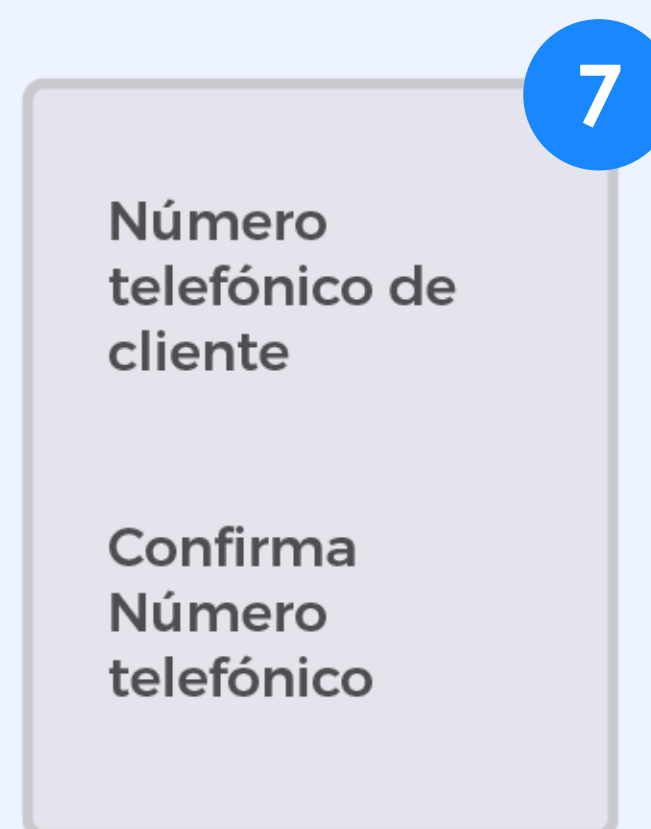 7
Número
telefónico de
cliente
Confirma
Número
telefónico